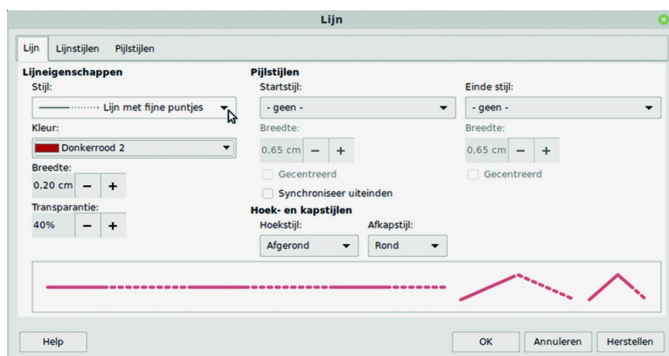 Lijn
Lijn Lijnstijlen Pijlstijlen
Lijneigenschappen
Stijl:
Lijn met fijne puntjes
Kleur:
Donkerrood 2
Breedte:
0,20 cm − +
Transparantie:
40% − +
Pijlstijlen
Startstijl:
- geen -
Breedte:
0,65 cm − +
Gecentreerd
Synchroniseer uiteinden
Einde stijl:
- geen -
Breedte:
0,65 cm − +
Gecentreerd
Hoek- en kapstijlen
Hoekstijl: Afkapstijl:
Afgerond Rond
Help OK Annuleren Herstellen